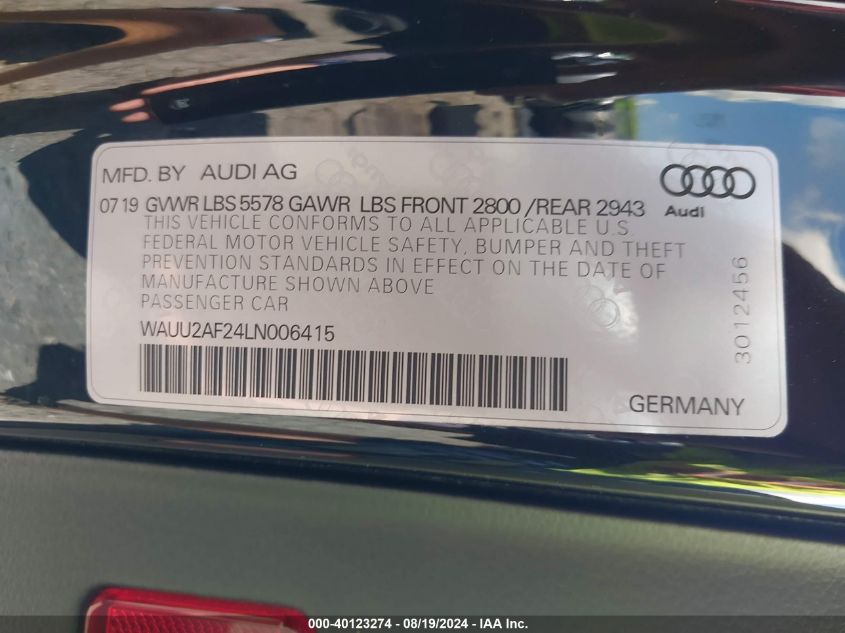 MFD. BY AUDI AG
Audi
07 19 GVWR LBS 5578 GAWR LBS FRONT 2800 /REAR 2943
THIS VEHICLE CONFORMS TO ALL APPLICABLE U.S.
FEDERAL MOTOR VEHICLE SAFETY, BUMPER AND THEFT
PREVENTION STANDARDS IN EFFECT ON THE DATE OF
MANUFACTURE SHOWN ABOVE
PASSENGER CAR
3012456
WAUU2AF24LN006415
GERMANY
000-40123274 - 08/19/2024 - IAA Inc.